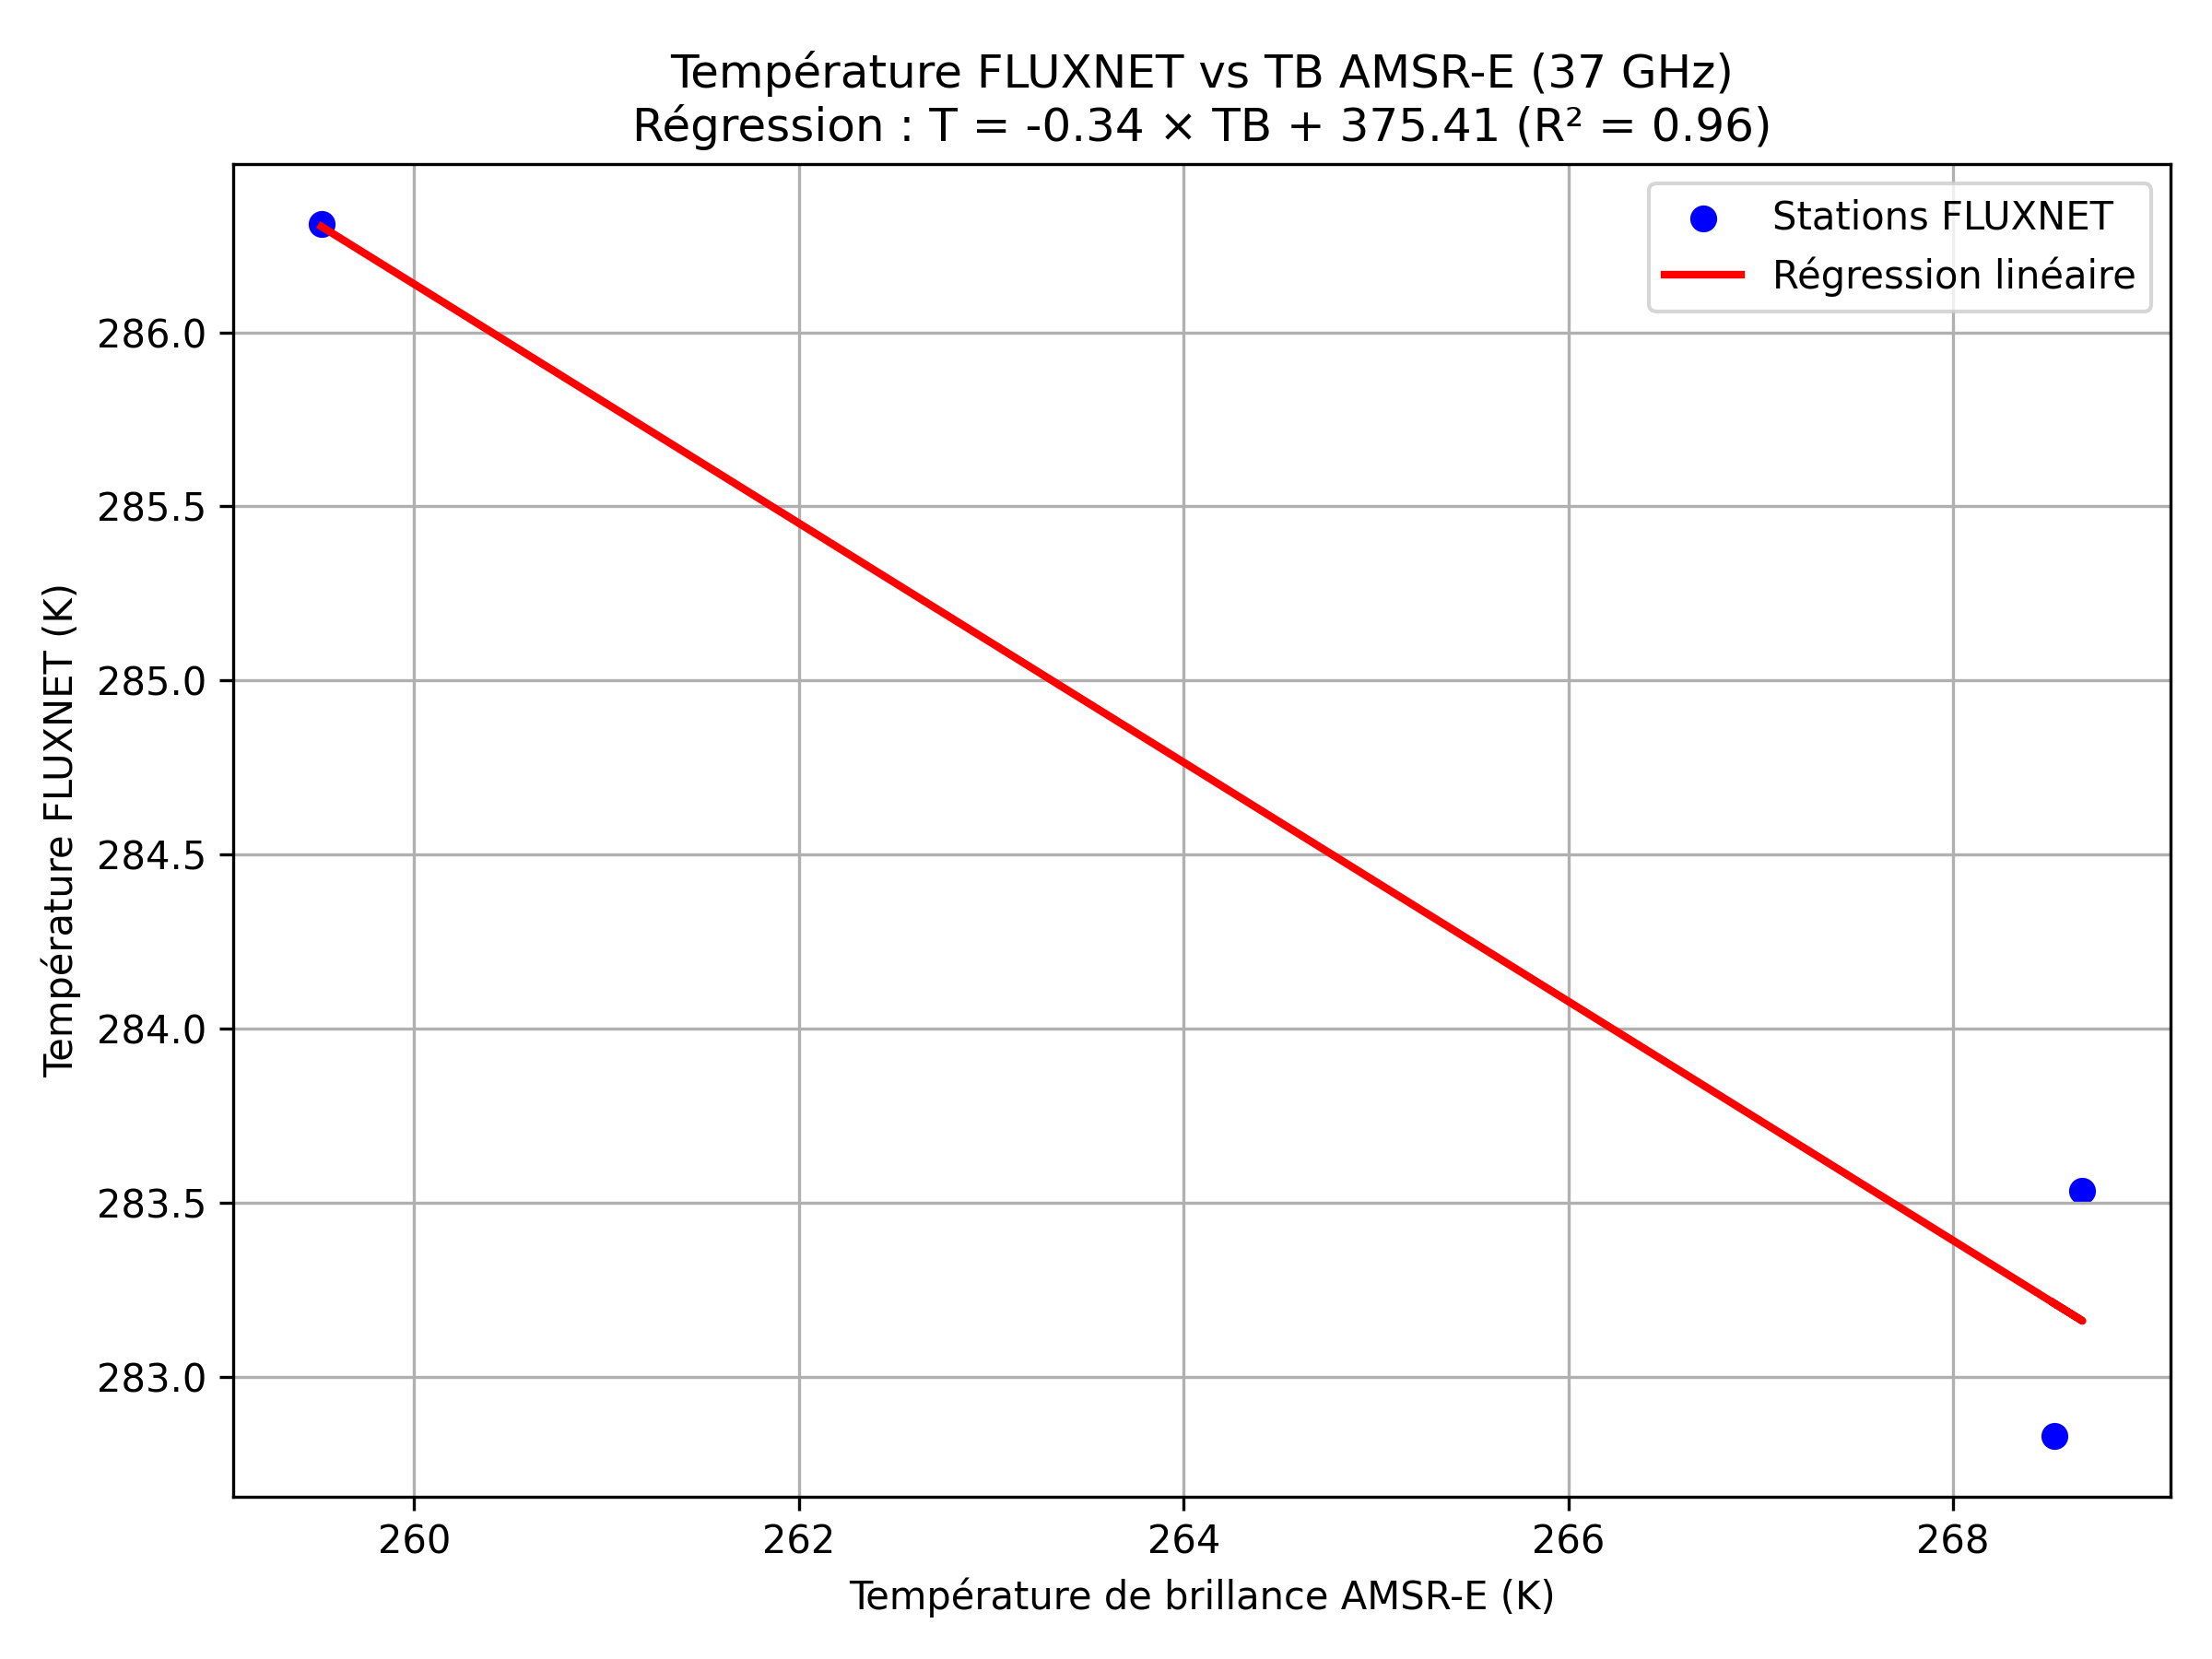 Température FLUXNET vs TB AMSR-E (37 GHz)
Régression : T = -0.34 × TB + 375.41 (R² = 0.96)
Stations FLUXNET
Régression linéaire
Température FLUXNET (K)
286.0
285.5
285.0
284.5
284.0
283.5
283.0
260 262 264 266 268
Température de brillance AMSR-E (K)